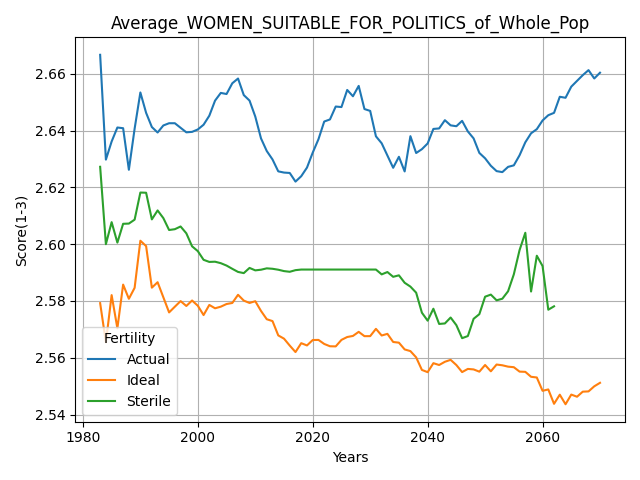 Average_WOMEN_SUITABLE_FOR_POLITICS_of_Whole_Pop
Score(1-3)
2.66
2.64
2.62
2.60
2.58
2.56
2.54
Fertility
Actual
Ideal
Sterile
1980
2000
2020
2040
2060
Years